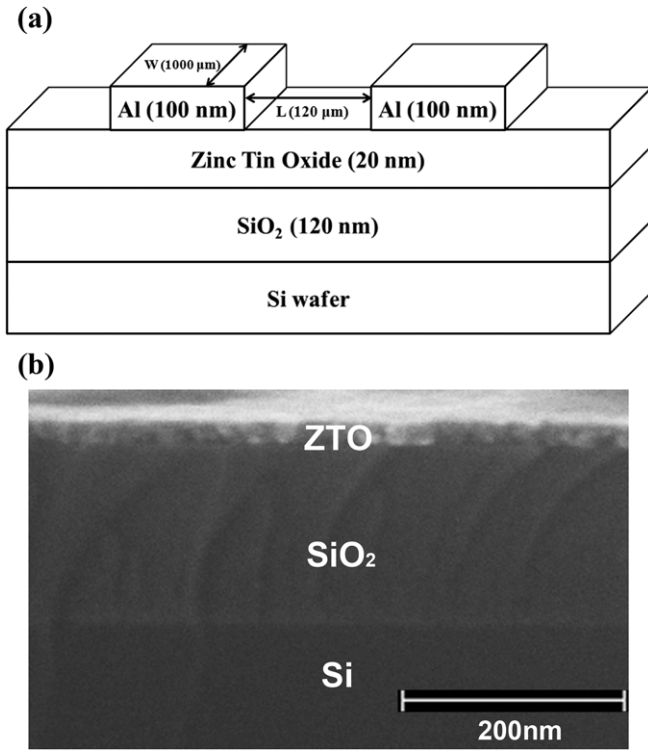 (a)
W (1000 μm)
Al (100 nm)
L (120 μm)
Al (100 nm)
Zinc Tin Oxide (20 nm)
SiO₂ (120 nm)
Si wafer
(b)
ZTO
SiO₂
Si
200nm